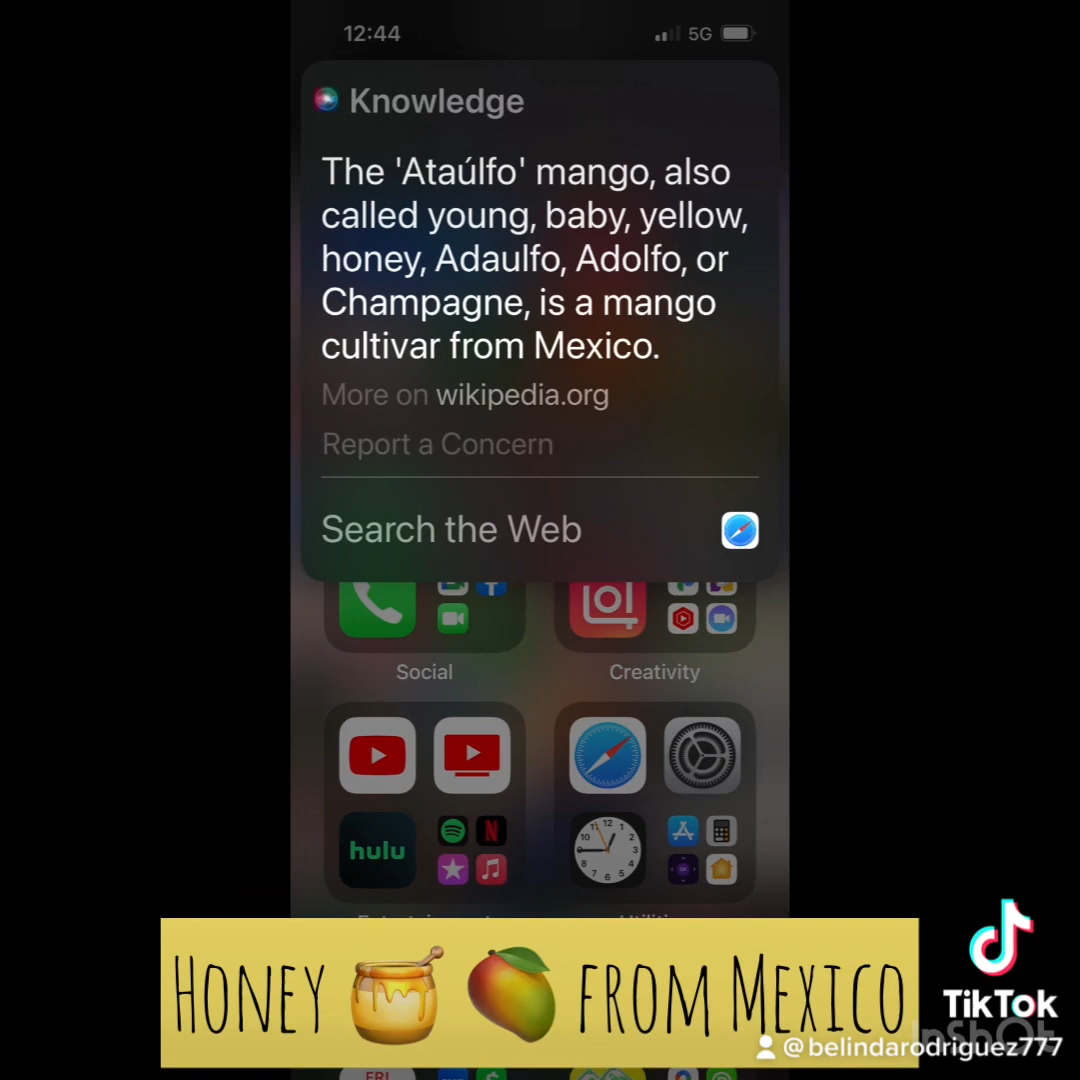 12:44
5G
Knowledge
The 'Ataúlfo' mango, also
called young, baby, yellow,
honey, Adaulfo, Adolfo, or
Champagne, is a mango
cultivar from Mexico.
More on wikipedia.org
Report a Concern
Search the Web
Social
Creativity
hulu
HONEY 🍯 🥭 FROM MEXICO
TikTok
InShOt
@belindarodriguez777
FRI